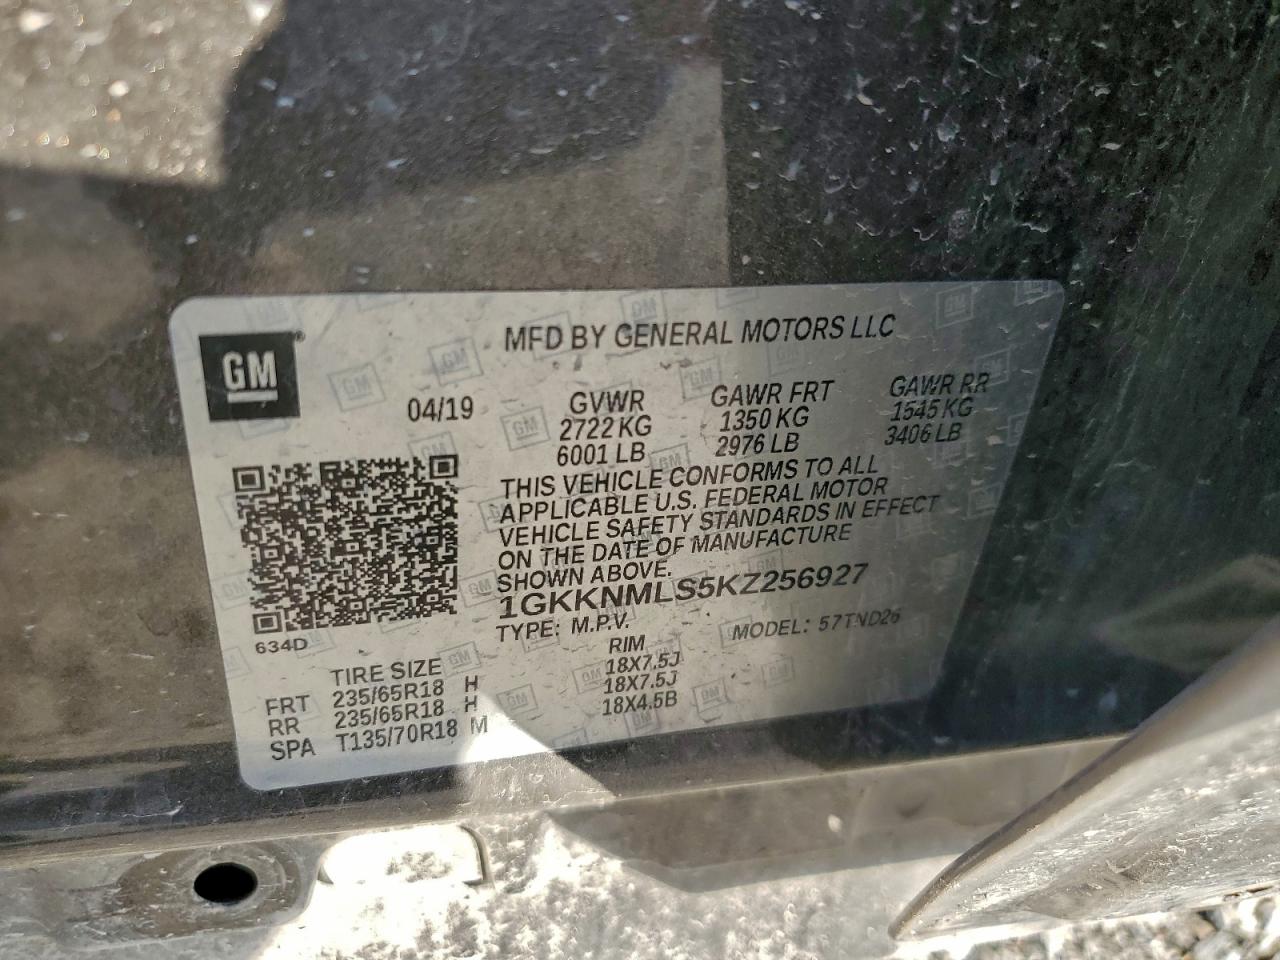 GM
MFD BY GENERAL MOTORS LLC
04/19
GVWR GAWR FRT GAWR RR
2722 KG 1350 KG 1545 KG
6001 LB 2976 LB 3406 LB
THIS VEHICLE CONFORMS TO ALL
APPLICABLE U.S. FEDERAL MOTOR
VEHICLE SAFETY STANDARDS IN EFFECT
ON THE DATE OF MANUFACTURE
SHOWN ABOVE.
1GKKNMLS5KZ256927
TYPE: M.P.V. MODEL: 57TND26
634D
TIRE SIZE RIM
FRT 235/65R18 H 18X7.5J
RR 235/65R18 H 18X7.5J
SPA T135/70R18 M 18X4.5B